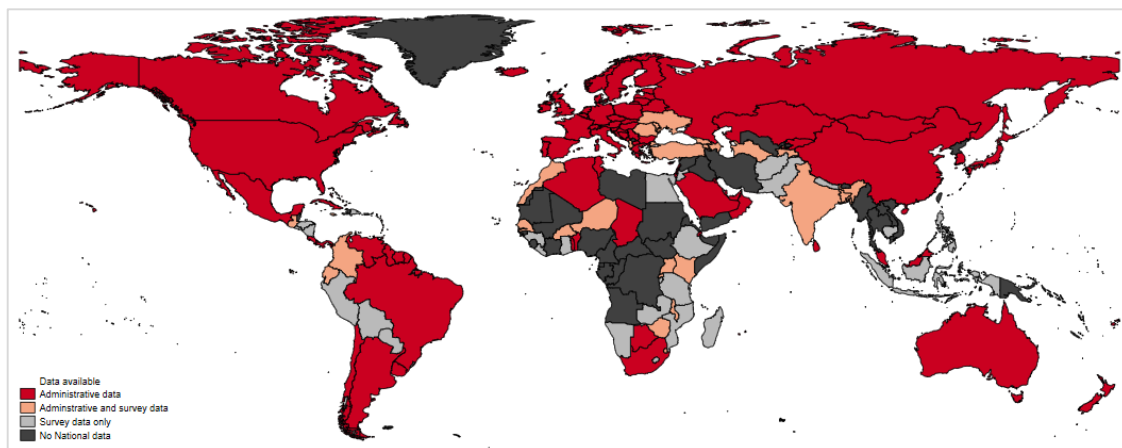 Data available
Administrative data
Adminstrative and survey data
Survey data only
No National data